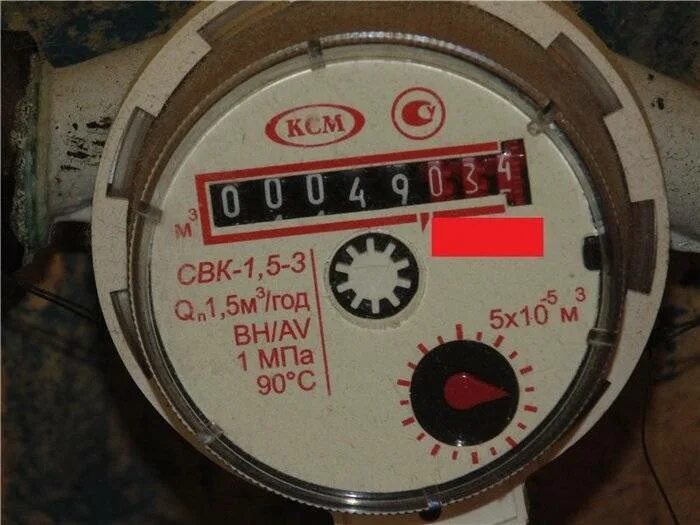 КСМ
С
м³ 00049034
СВК-1,5-3
Qn1,5м³/год
ВН/AV
1 МПа
90°С
5х10⁻⁵ м³